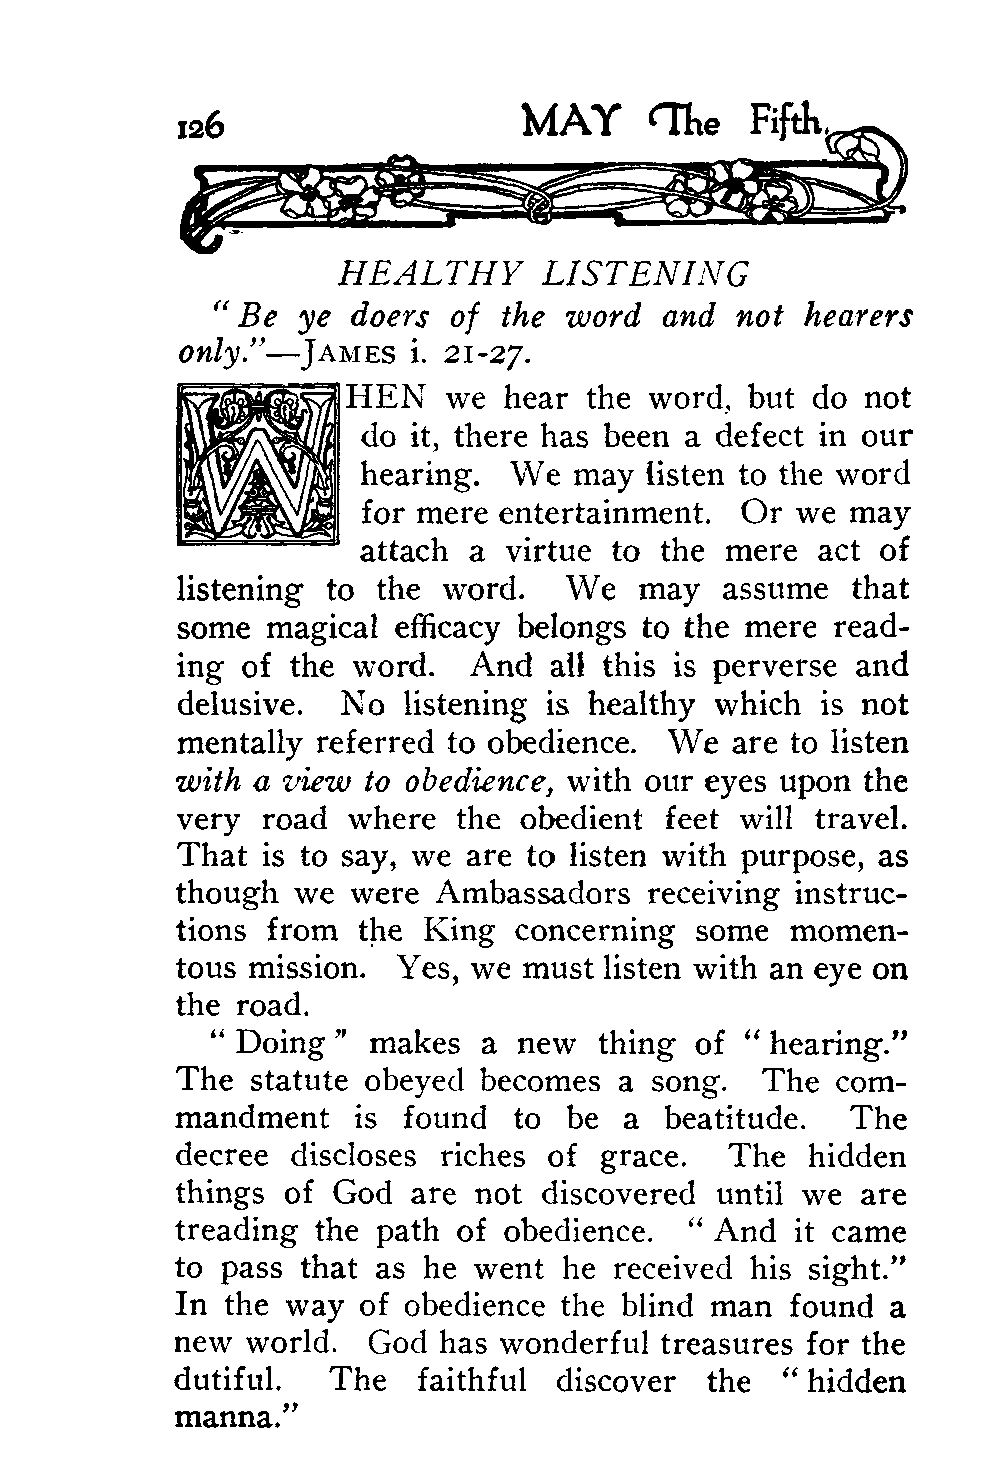 126 MAY The Fifth.
HEALTHY LISTENING
“Be ye doers of the word and not hearers
only.”—JAMES i. 21-27.
WHEN we hear the word, but do not
do it, there has been a defect in our
hearing. We may listen to the word
for mere entertainment. Or we may
attach a virtue to the mere act of
listening to the word. We may assume that
some magical efficacy belongs to the mere read-
ing of the word. And all this is perverse and
delusive. No listening is healthy which is not
mentally referred to obedience. We are to listen
with a view to obedience, with our eyes upon the
very road where the obedient feet will travel.
That is to say, we are to listen with purpose, as
though we were Ambassadors receiving instruc-
tions from the King concerning some momen-
tous mission. Yes, we must listen with an eye on
the road.
“Doing” makes a new thing of “hearing.”
The statute obeyed becomes a song. The com-
mandment is found to be a beatitude. The
decree discloses riches of grace. The hidden
things of God are not discovered until we are
treading the path of obedience. “And it came
to pass that as he went he received his sight.”
In the way of obedience the blind man found a
new world. God has wonderful treasures for the
dutiful. The faithful discover the “hidden
manna.”